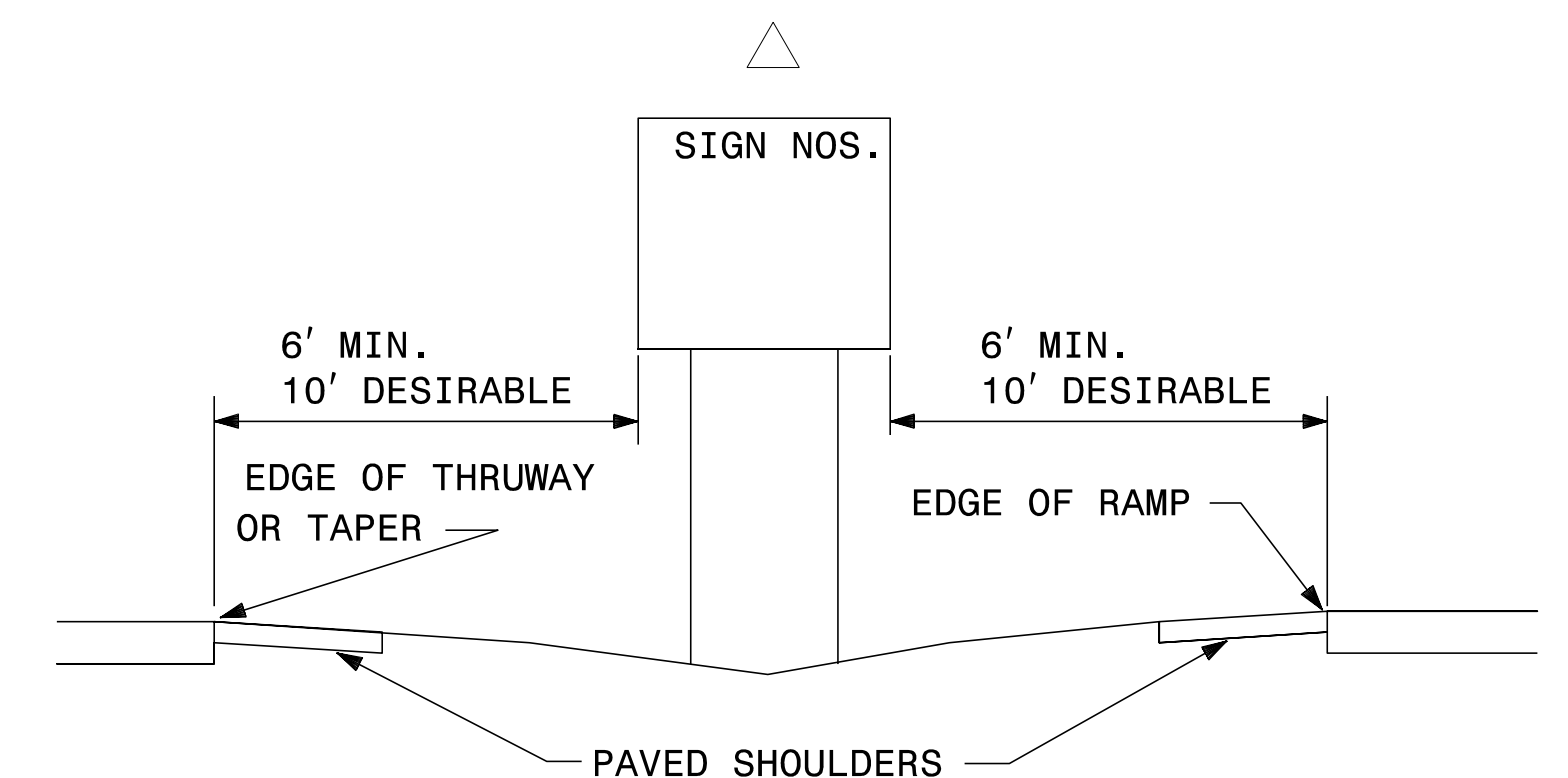 SIGN NOS.
6' MIN.
10' DESIRABLE
6' MIN.
10' DESIRABLE
EDGE OF THRUWAY
OR TAPER
EDGE OF RAMP
PAVED SHOULDERS